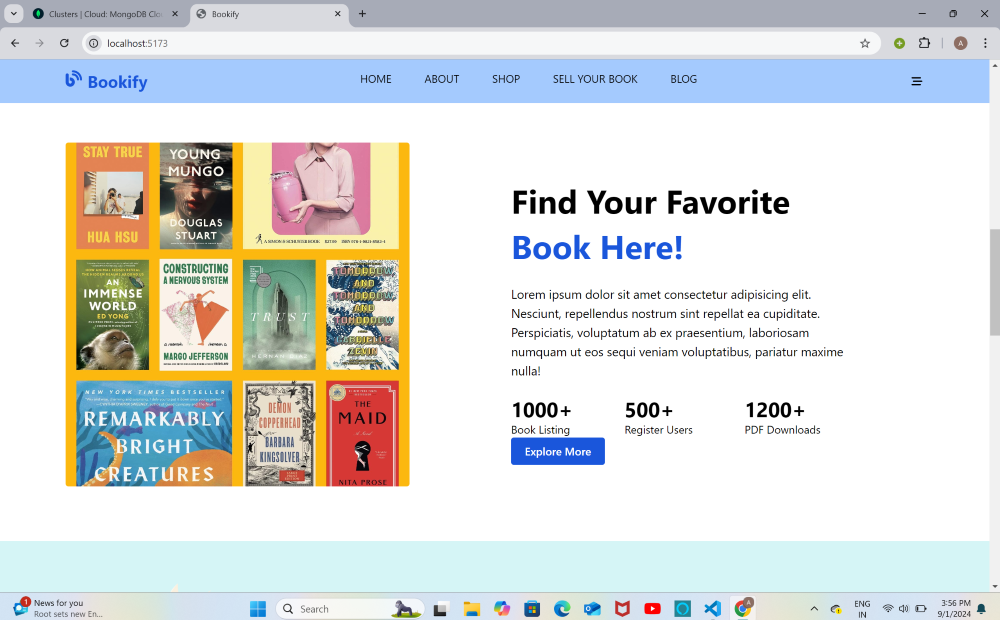 Clusters | Cloud: MongoDB Clo
Bookify
localhost:5173
A
Bookify
HOME
ABOUT
SHOP
SELL YOUR BOOK
BLOG
STAY TRUE
HUA HSU
YOUNG
MUNGO
DOUGLAS
STUART
A SIMON & SCHUSTER BOOK
AN
IMMENSE
WORLD
ED YONG
CONSTRUCTING
A NERVOUS SYSTEM
MARGO JEFFERSON
TRUST
HERNAN DIAZ
TOMORROW
AND
TOMORROW
AND
TOMORROW
GABRIELLE
ZEVIN
NEW YORK TIMES BESTSELLER
REMARKABLY
BRIGHT
CREATURES
DEMON
COPPERHEAD
BARBARA
KINGSOLVER
THE
MAID
NITA PROSE
Find Your Favorite
Book Here!
Lorem ipsum dolor sit amet consectetur adipisicing elit.
Nesciunt, repellendus nostrum sint repellat ea cupiditate.
Perspiciatis, voluptatum ab ex praesentium, laboriosam
numquam ut eos sequi veniam voluptatibus, pariatur maxime
nulla!
1000+
Book Listing
500+
Register Users
1200+
PDF Downloads
Explore More
1
News for you
Root sets new En...
Search
A
ENG
IN
3:56 PM
9/1/2024